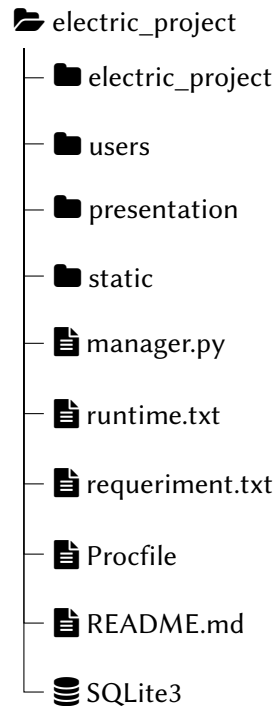 electric_project
electric_project
users
presentation
static
manager.py
runtime.txt
requeriment.txt
Procfile
README.md
SQLite3